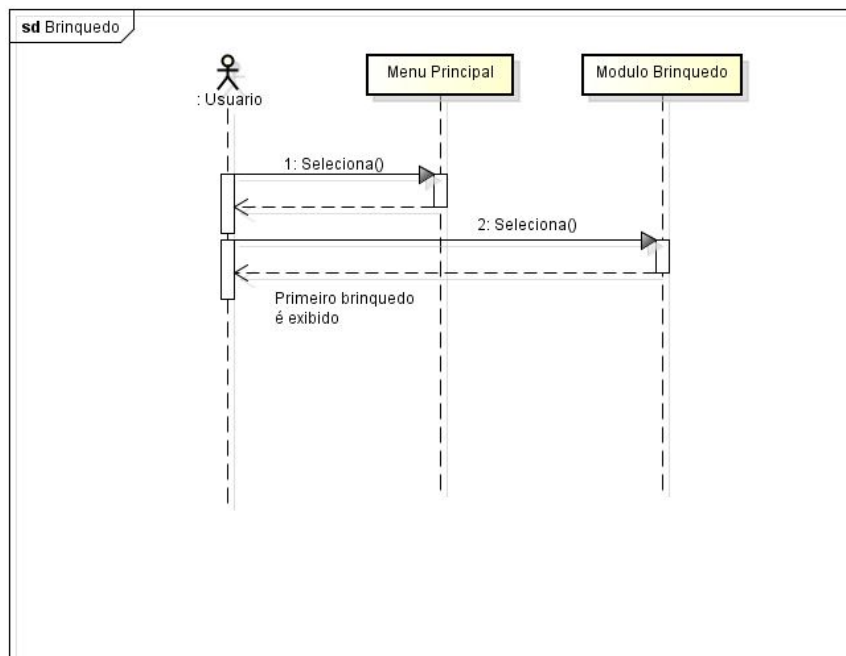 sd Brinquedo
: Usuario
Menu Principal
Modulo Brinquedo
1: Seleciona()
2: Seleciona()
Primeiro brinquedo
é exibido